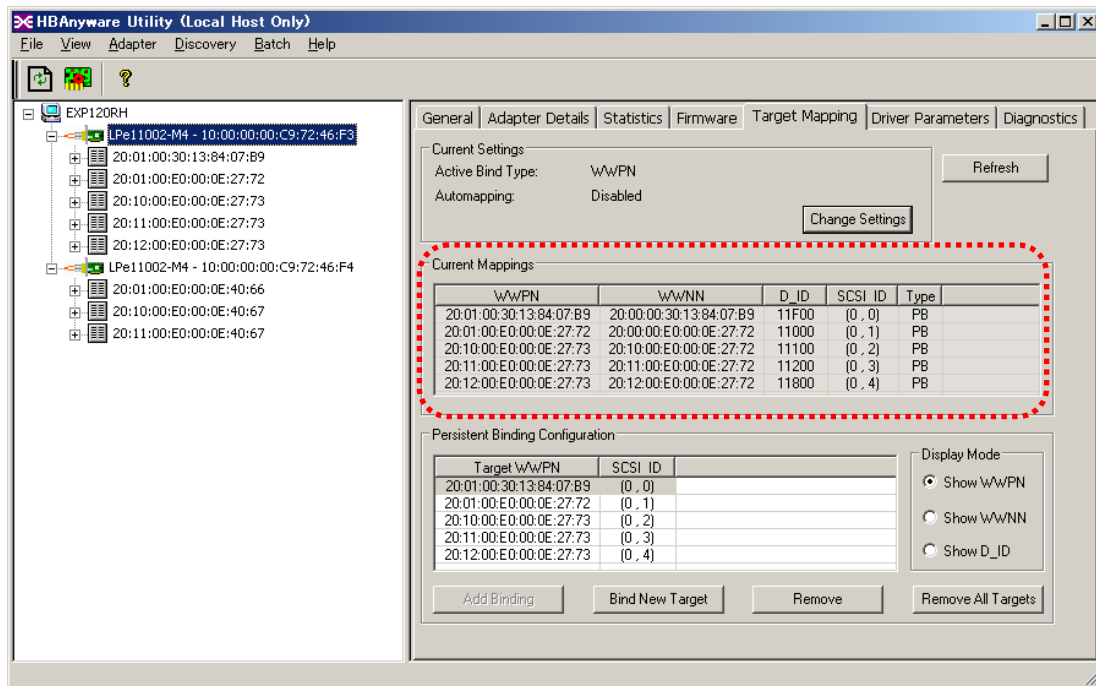 HBAnyware Utility (Local Host Only)
File View Adapter Discovery Batch Help
?
EXP120RH
LPe11002-M4 - 10:00:00:00:C9:72:46:F3
20:01:00:30:13:84:07:B9
20:01:00:E0:00:0E:27:72
20:10:00:E0:00:0E:27:73
20:11:00:E0:00:0E:27:73
20:12:00:E0:00:0E:27:73
LPe11002-M4 - 10:00:00:00:C9:72:46:F4
20:01:00:E0:00:0E:40:66
20:10:00:E0:00:0E:40:67
20:11:00:E0:00:0E:40:67
General Adapter Details Statistics Firmware Target Mapping Driver Parameters Diagnostics
Current Settings
Active Bind Type: WWPN
Automapping: Disabled
Refresh
Change Settings
Current Mappings
WWPN WWNN D_ID SCSI ID Type
20:01:00:30:13:84:07:B9 20:00:00:30:13:84:07:B9 11F00 (0 , 0) PB
20:01:00:E0:00:0E:27:72 20:00:00:E0:00:0E:27:72 11000 (0 , 1) PB
20:10:00:E0:00:0E:27:73 20:10:00:E0:00:0E:27:72 11100 (0 , 2) PB
20:11:00:E0:00:0E:27:73 20:11:00:E0:00:0E:27:72 11200 (0 , 3) PB
20:12:00:E0:00:0E:27:73 20:12:00:E0:00:0E:27:72 11800 (0 , 4) PB
Persistent Binding Configuration
Target WWPN SCSI ID
20:01:00:30:13:84:07:B9 (0 , 0)
20:01:00:E0:00:0E:27:72 (0 , 1)
20:10:00:E0:00:0E:27:73 (0 , 2)
20:11:00:E0:00:0E:27:73 (0 , 3)
20:12:00:E0:00:0E:27:73 (0 , 4)
Display Mode
Show WWPN
Show WWNN
Show D_ID
Add Binding Bind New Target Remove Remove All Targets